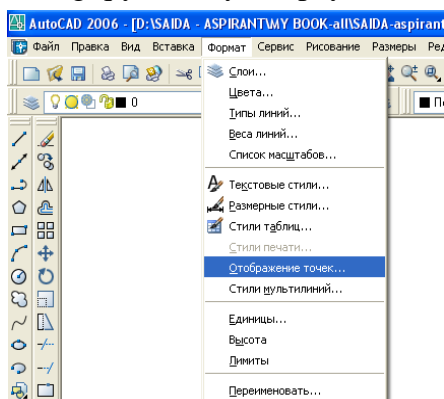 AutoCAD 2006 - [D:\SAIDA - ASPIRANT\MY BOOK-all\SAIDA-aspiran
Файл Правка Вид Вставка Формат Сервис Рисование Размеры Ред
0
Слои...
Цвета...
Типы линий...
Веса линий...
Список масштабов...
Текстовые стили...
Размерные стили...
Стили таблиц...
Стили печати...
Отображение точек...
Стили мультилиний...
Единицы...
Высота
Лимиты
Переименовать...